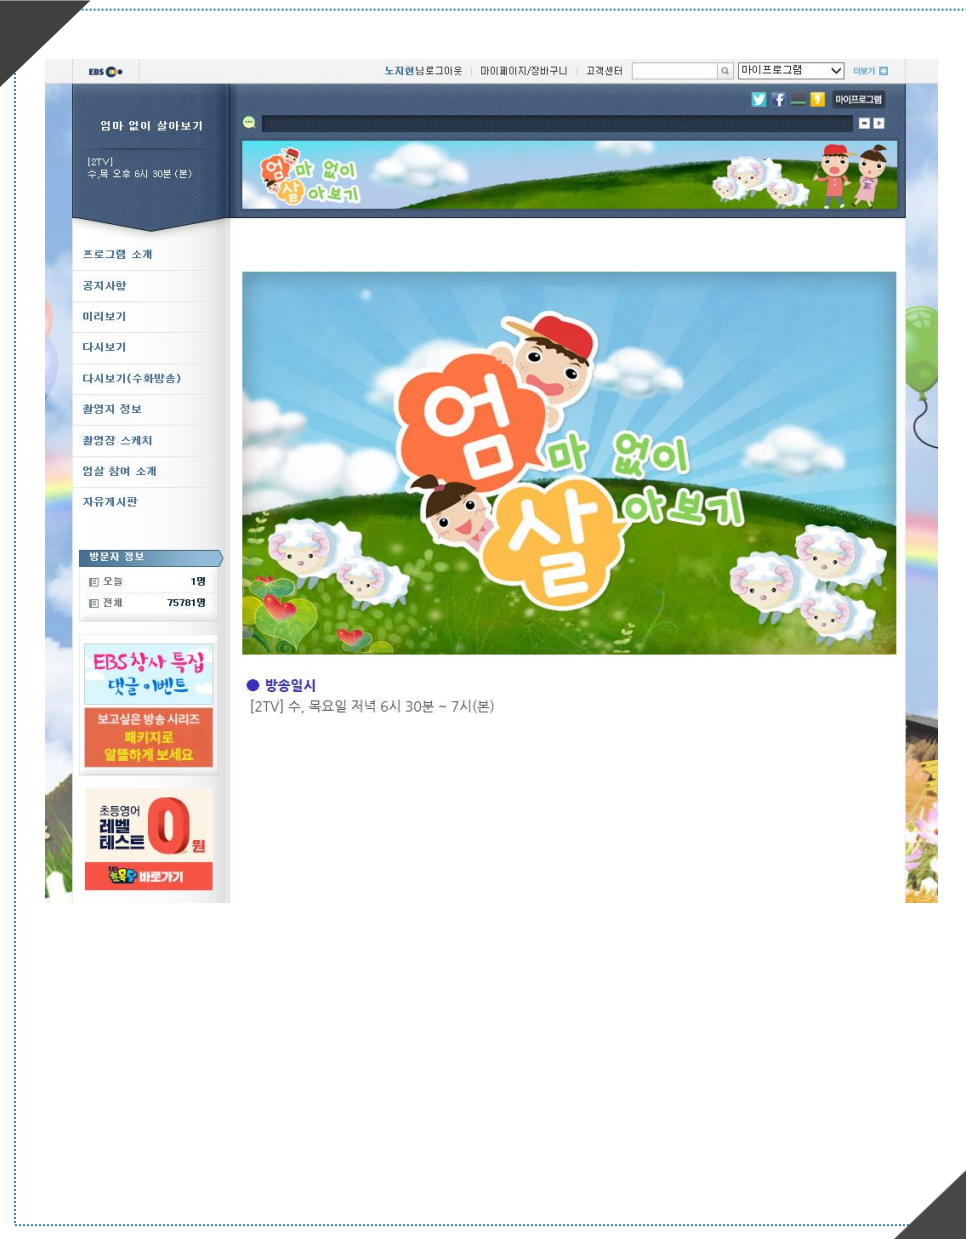 EBS
노지현님로그아웃 마이페이지/장바구니 고객센터 마이프로그램 더보기
마이프로그램
엄마 없이 살아보기
[2TV]
수,목 오후 6시 30분 (본)
엄마 없이
살아보기
프로그램 소개
공지사항
미리보기
다시보기
다시보기(수화방송)
촬영지 정보
촬영장 스케치
엄살 참여 소개
자유게시판
방문자 정보
오늘 1명
전체 75781명
EBS 창사 특집
댓글 이벤트
보고싶은 방송 시리즈
패키지로
알뜰하게 보세요
초등영어
레벨
테스트 0원
EBS 초목달 바로가기
엄마 없이
살아보기
방송일시
[2TV] 수, 목요일 저녁 6시 30분 ~ 7시(본)